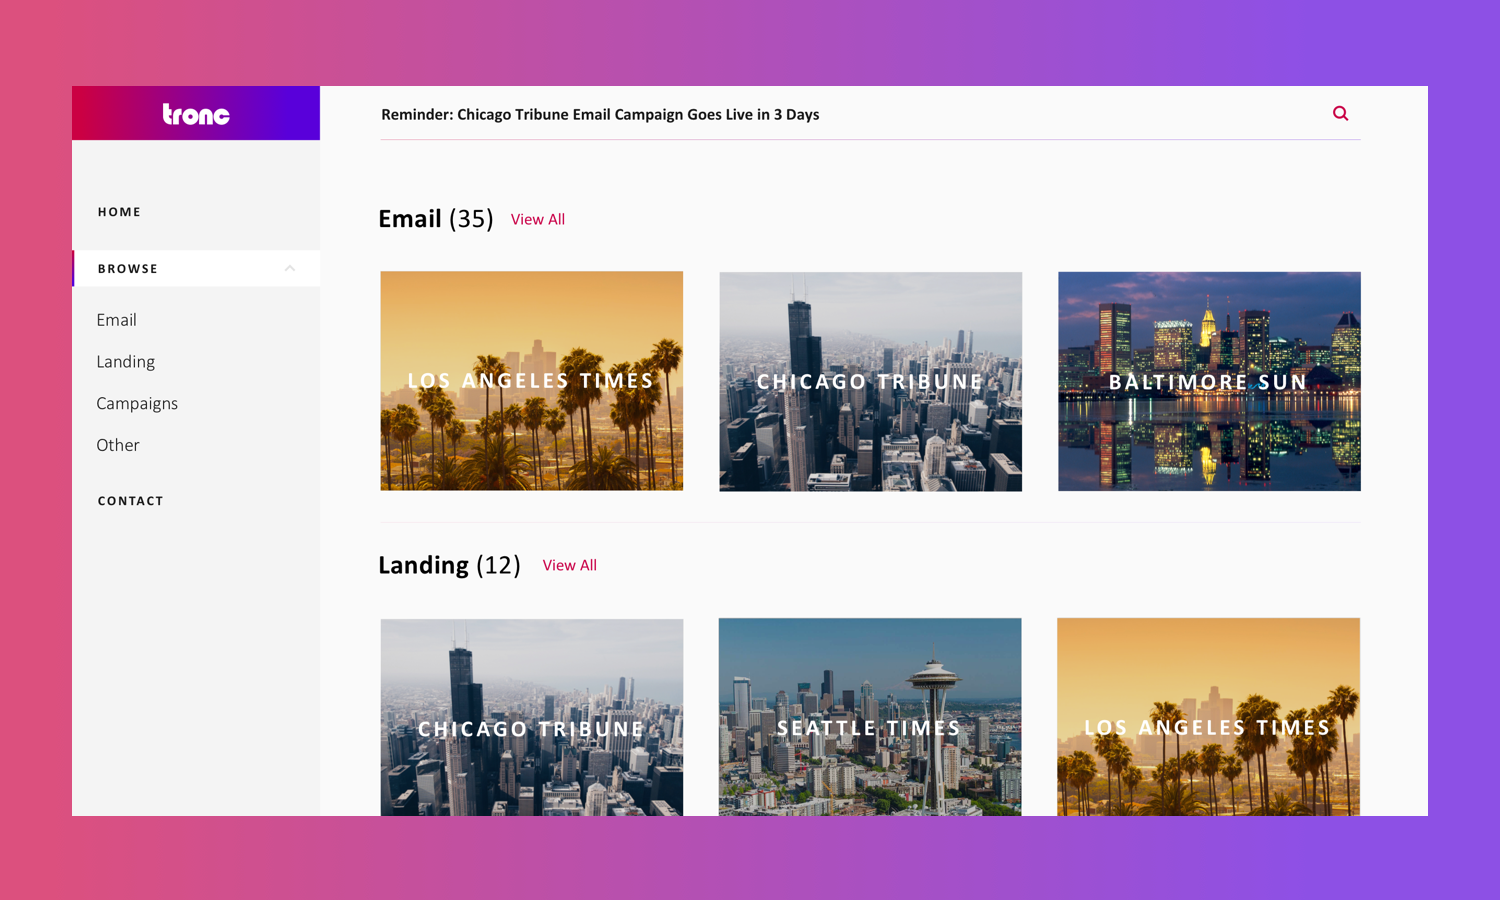 tronc
Reminder: Chicago Tribune Email Campaign Goes Live in 3 Days
HOME
BROWSE
Email
Landing
Campaigns
Other
CONTACT
Email (35) View All
LOS ANGELES TIMES
CHICAGO TRIBUNE
BALTIMORE SUN
Landing (12) View All
CHICAGO TRIBUNE
SEATTLE TIMES
LOS ANGELES TIMES